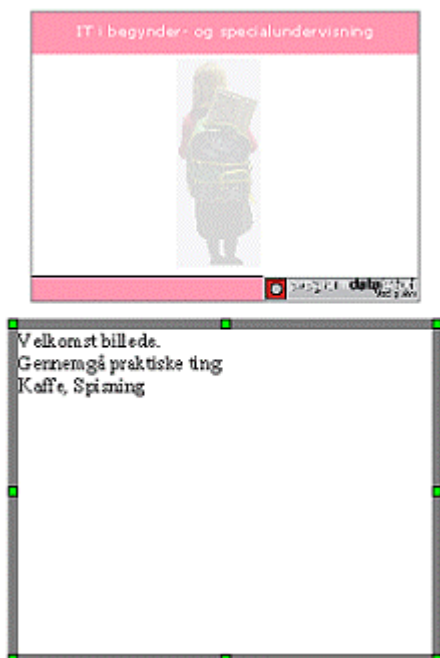 IT i begynder- og specialundervisning
Velkomst billede.
Gennemgå praktiske ting
Kaffe, Spisning